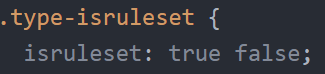 .type-isruleset {
isruleset: true false;